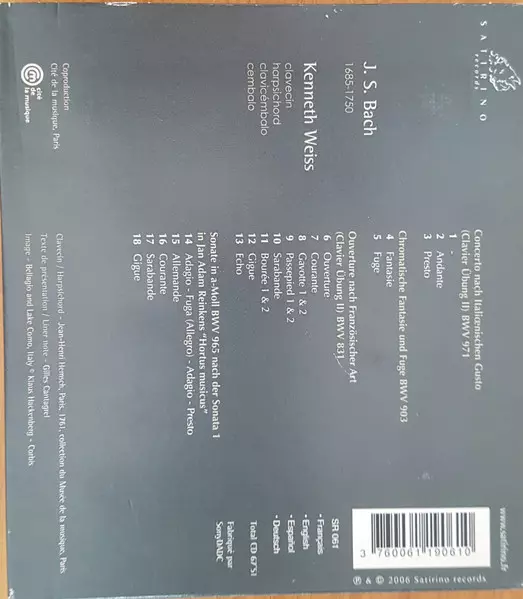 SATIRINO
records
J. S. Bach
1685-1750
Kenneth Weiss
clavecin
harpsichord
clavicémbalo
cembalo
Coproduction
Cité de la musique, Paris
cité
de
la musique
Concerto nach Italienischen Gusto
(Clavier Übung II) BWV 971
1 -
2 Andante
3 Presto
Chromatische Fantasie und Fuge BWV 903
4 Fantasie
5 Fuge
Ouverture nach Französischer Art
(Clavier Übung II) BWV 831
6 Ouverture
7 Courante
8 Gavotte 1 & 2
9 Passepied 1 & 2
10 Sarabande
11 Bourée 1 & 2
12 Gigue
13 Echo
Sonate in a-Moll BWV 965 nach der Sonata 1
in Jan Adam Reinkens "Hortus musicus"
14 Adagio - Fuga (Allegro) - Adagio - Presto
15 Allemande
16 Courante
17 Sarabande
18 Gigue
Clavecin / Harpsichord - Jean-Henri Hemsch, Paris, 1761, collection du Musée de la musique, Paris
Texte de présentation / Liner note - Gilles Cantagrel
Image - Bellagio and Lake Como, Italy © Klaus Hackenberg - Corbis
www.satirino.fr
3 760061 190610
℗ & © 2006 Satirino records
SR 061
• Français
• English
• Español
• Deutsch
Total CD 67'51
Fabriqué par
SonyDADC